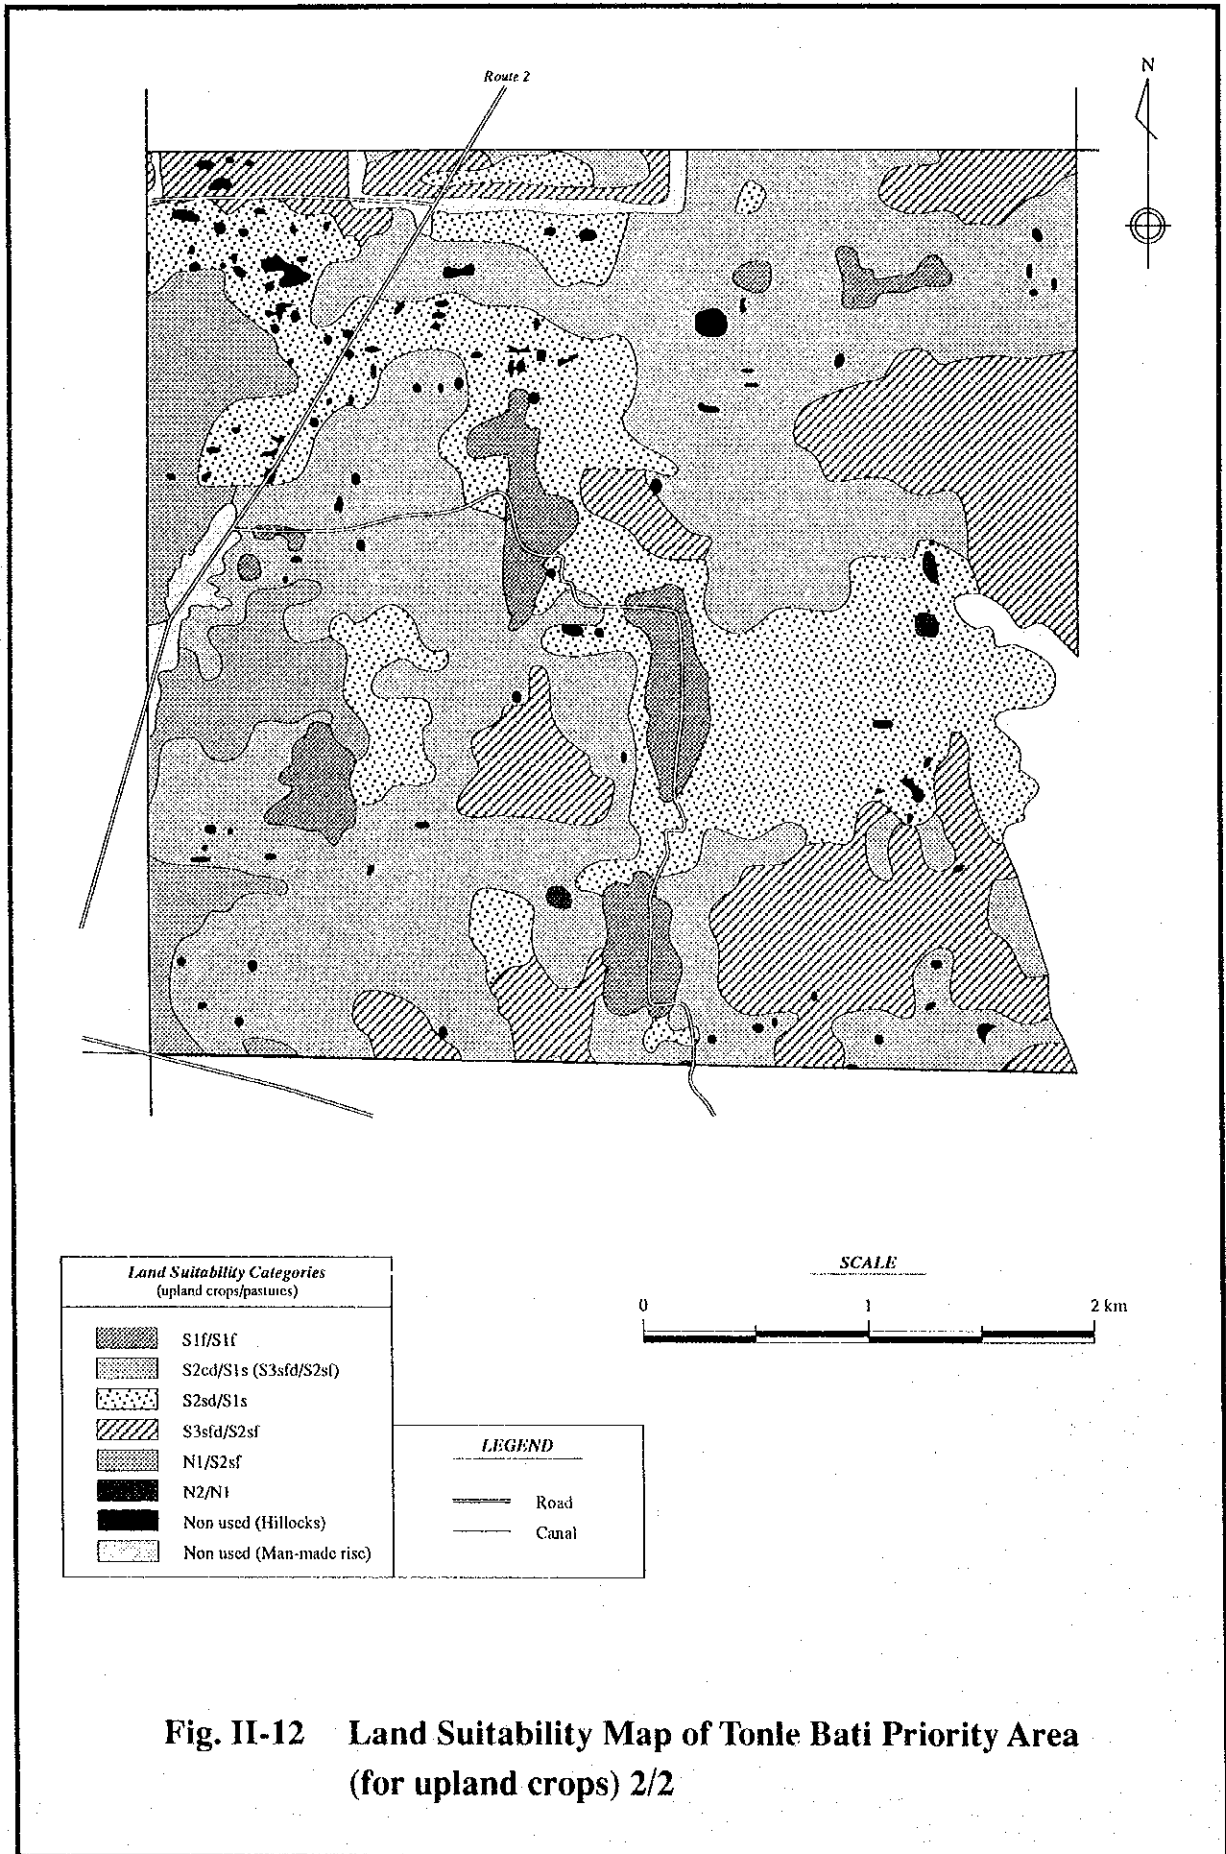 Route 2
N
Land Suitability Categories
(upland crops/pastures)
S1f/S1f
S2cd/S1s (S3sfd/S2sf)
S2sd/S1s
S3sfd/S2sf
N1/S2sf
N2/N1
Non used (Hillocks)
Non used (Man-made rise)
LEGEND
Road
Canal
SCALE
0 1 2 km
Fig. II-12 Land Suitability Map of Tonle Bati Priority Area
(for upland crops) 2/2